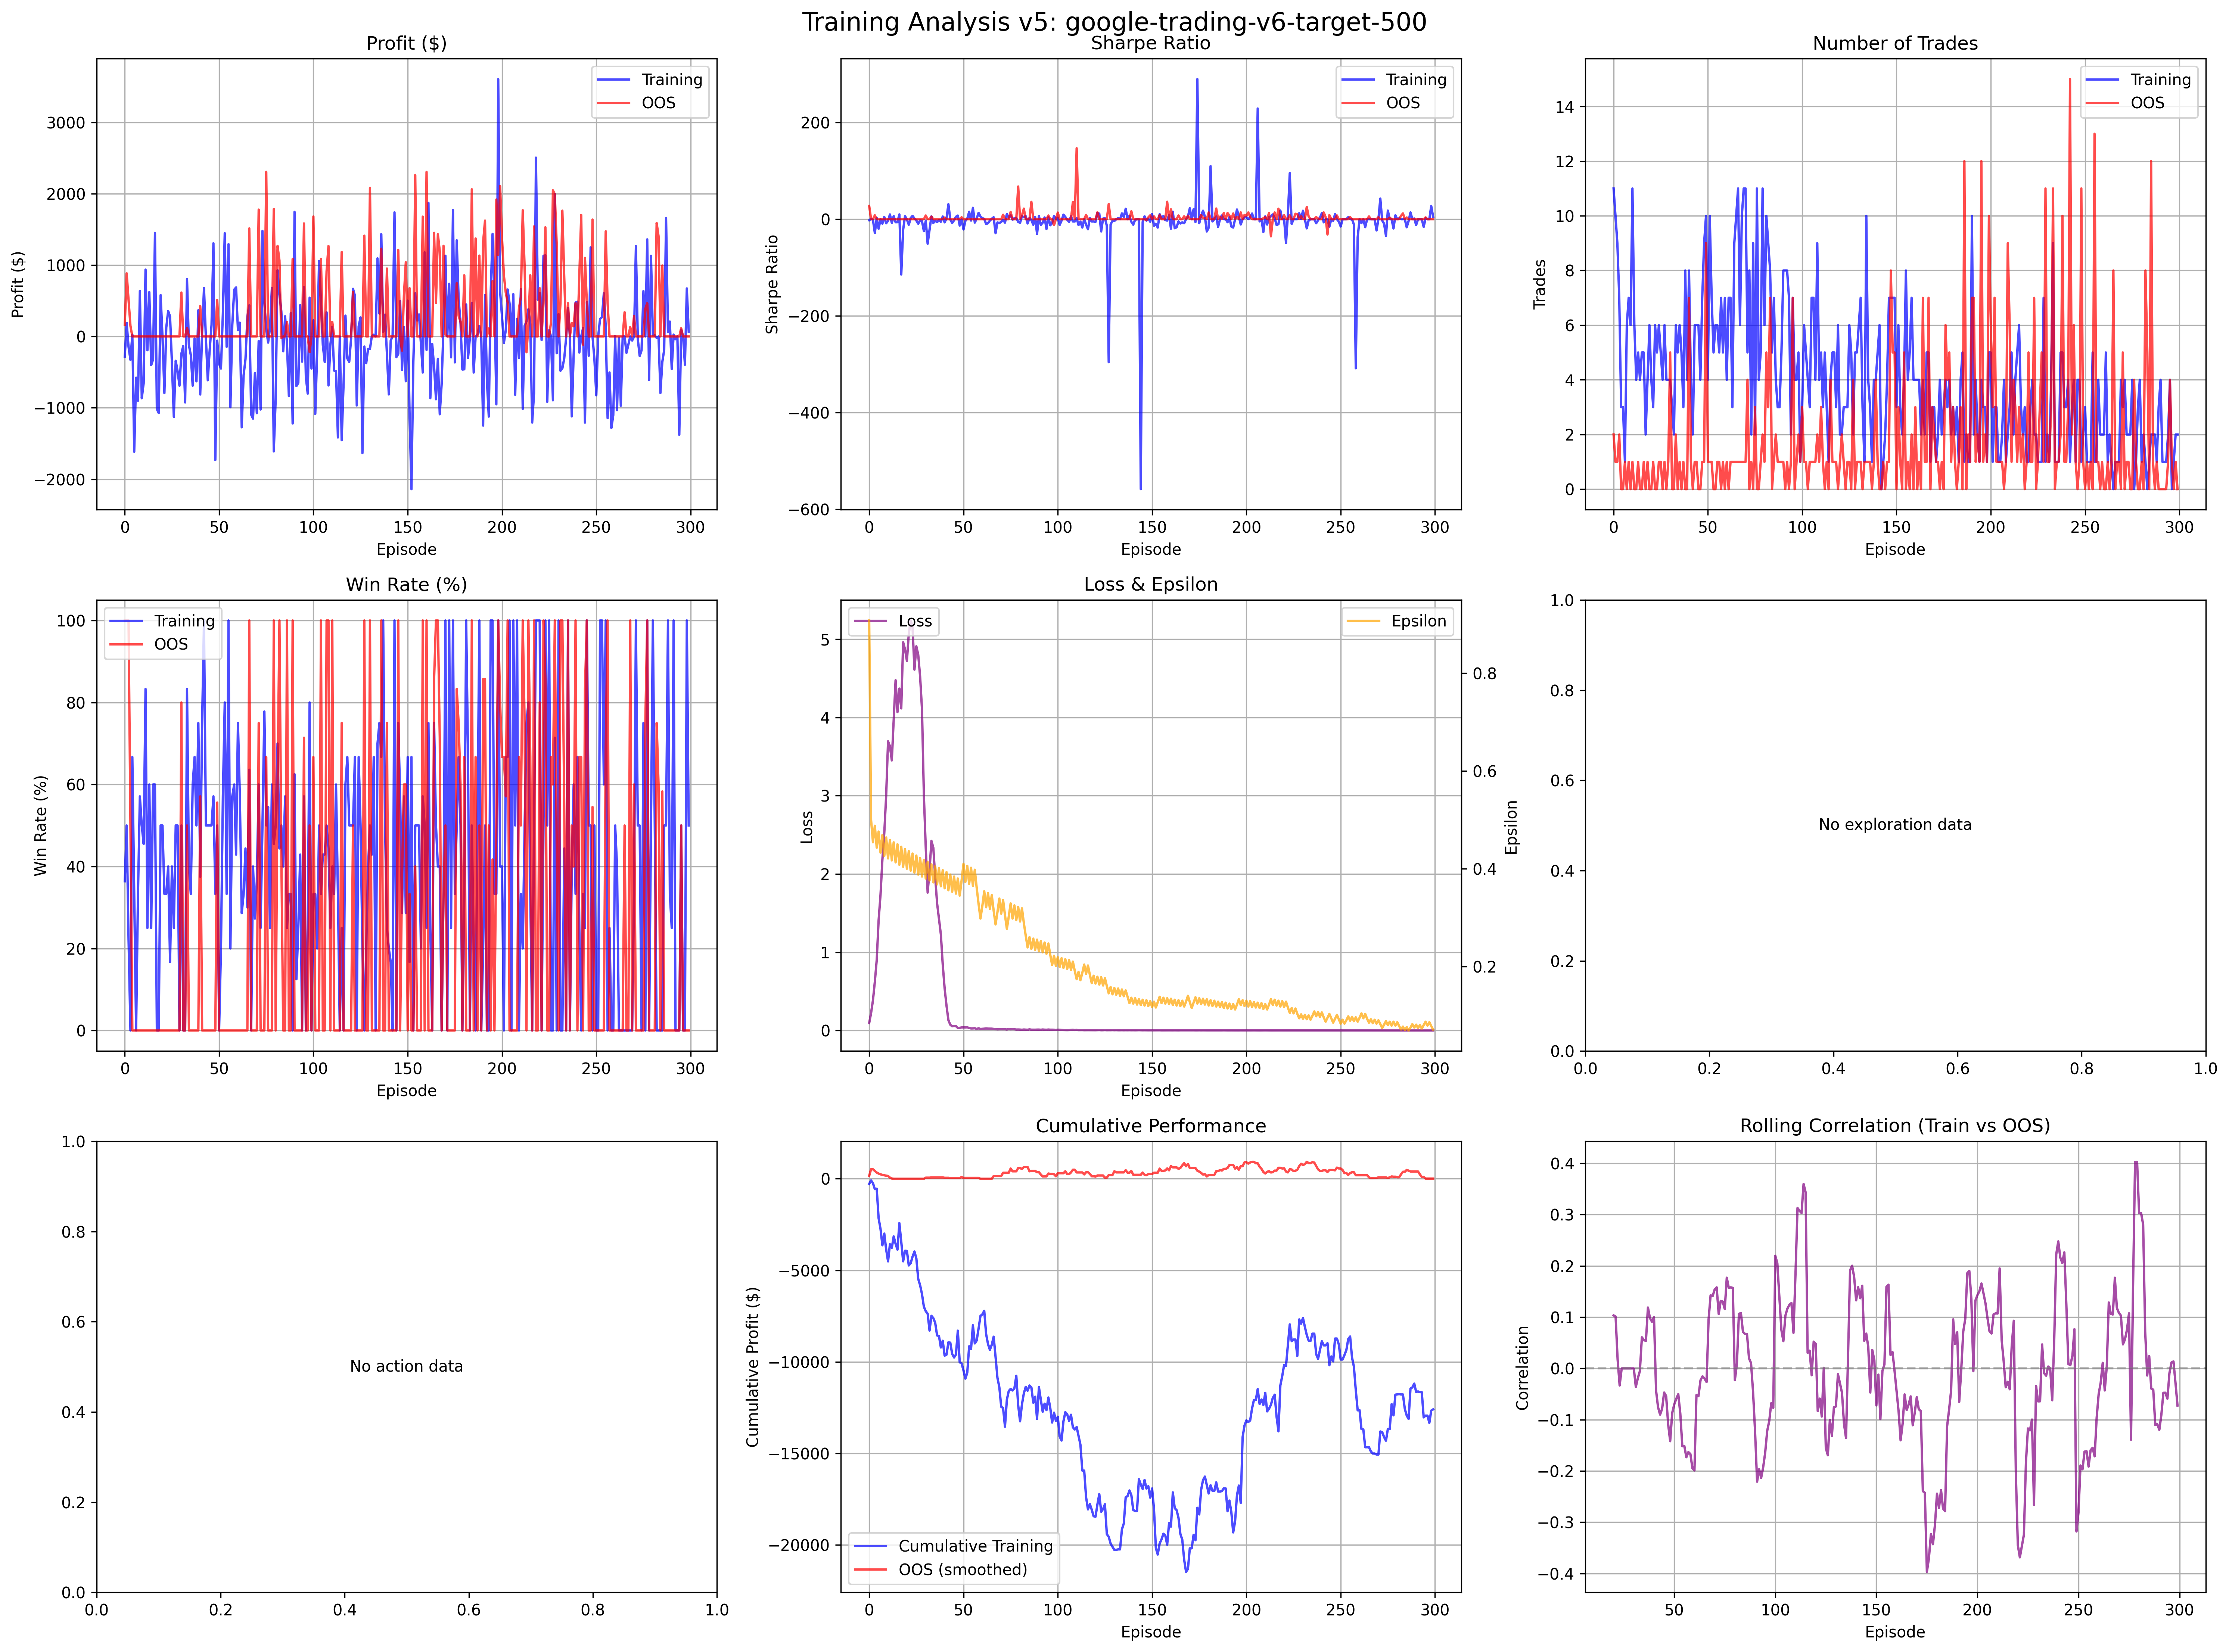 Training Analysis v5: google-trading-v6-target-500
Profit ($)
Training
OOS
3000
2000
1000
0
−1000
−2000
Profit ($)
0 50 100 150 200 250 300
Episode
Sharpe Ratio
Training
OOS
200
0
−200
−400
−600
Sharpe Ratio
0 50 100 150 200 250 300
Episode
Number of Trades
Training
OOS
14
12
10
8
6
4
2
0
Trades
0 50 100 150 200 250 300
Episode
Win Rate (%)
Training
OOS
100
80
60
40
20
0
Win Rate (%)
0 50 100 150 200 250 300
Episode
Loss & Epsilon
Loss
Epsilon
5
4
3
2
1
0
Loss
0.8
0.6
0.4
0.2
Epsilon
0 50 100 150 200 250 300
Episode
1.0
0.8
0.6
0.4
0.2
0.0
No exploration data
0.0 0.2 0.4 0.6 0.8 1.0
1.0
0.8
0.6
0.4
0.2
0.0
No action data
0.0 0.2 0.4 0.6 0.8 1.0
Cumulative Performance
0
−5000
−10000
−15000
−20000
Cumulative Profit ($)
Cumulative Training
OOS (smoothed)
0 50 100 150 200 250 300
Episode
Rolling Correlation (Train vs OOS)
0.4
0.3
0.2
0.1
0.0
−0.1
−0.2
−0.3
−0.4
Correlation
50 100 150 200 250 300
Episode